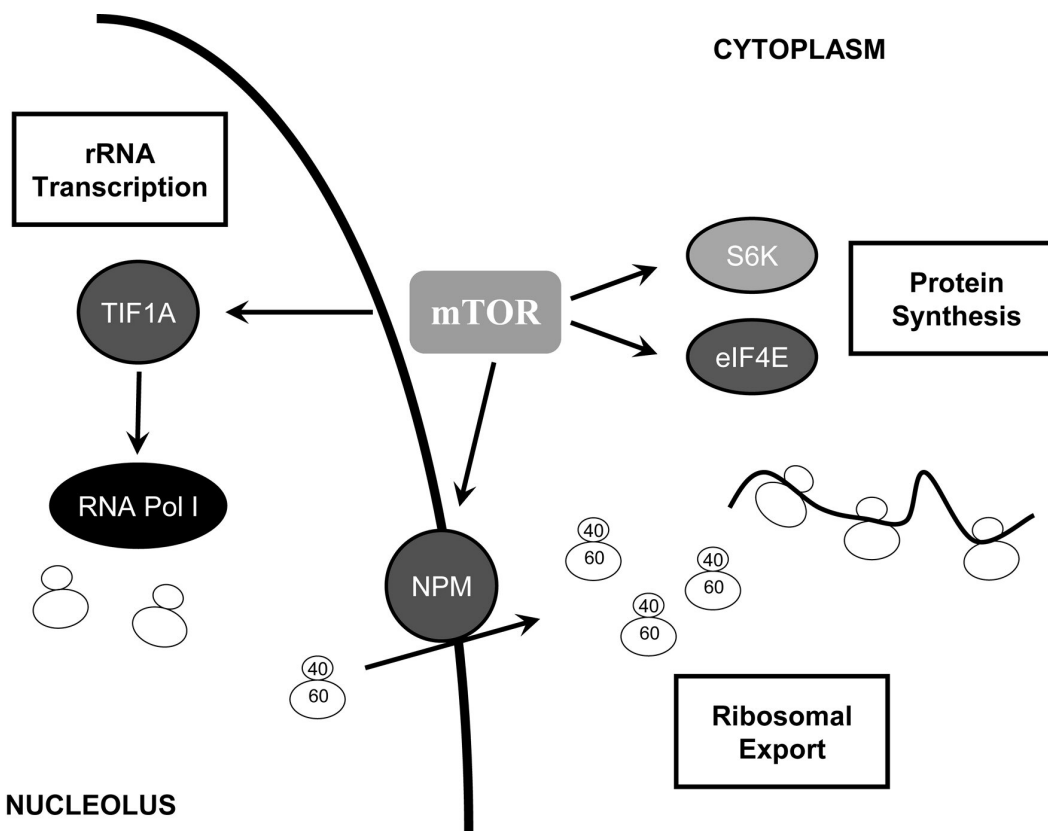 CYTOPLASM
rRNA
Transcription
TIF1A
RNA Pol I
mTOR
S6K
eIF4E
Protein
Synthesis
NPM
40
60
40
60
40
60
40
60
Ribosomal
Export
NUCLEOLUS